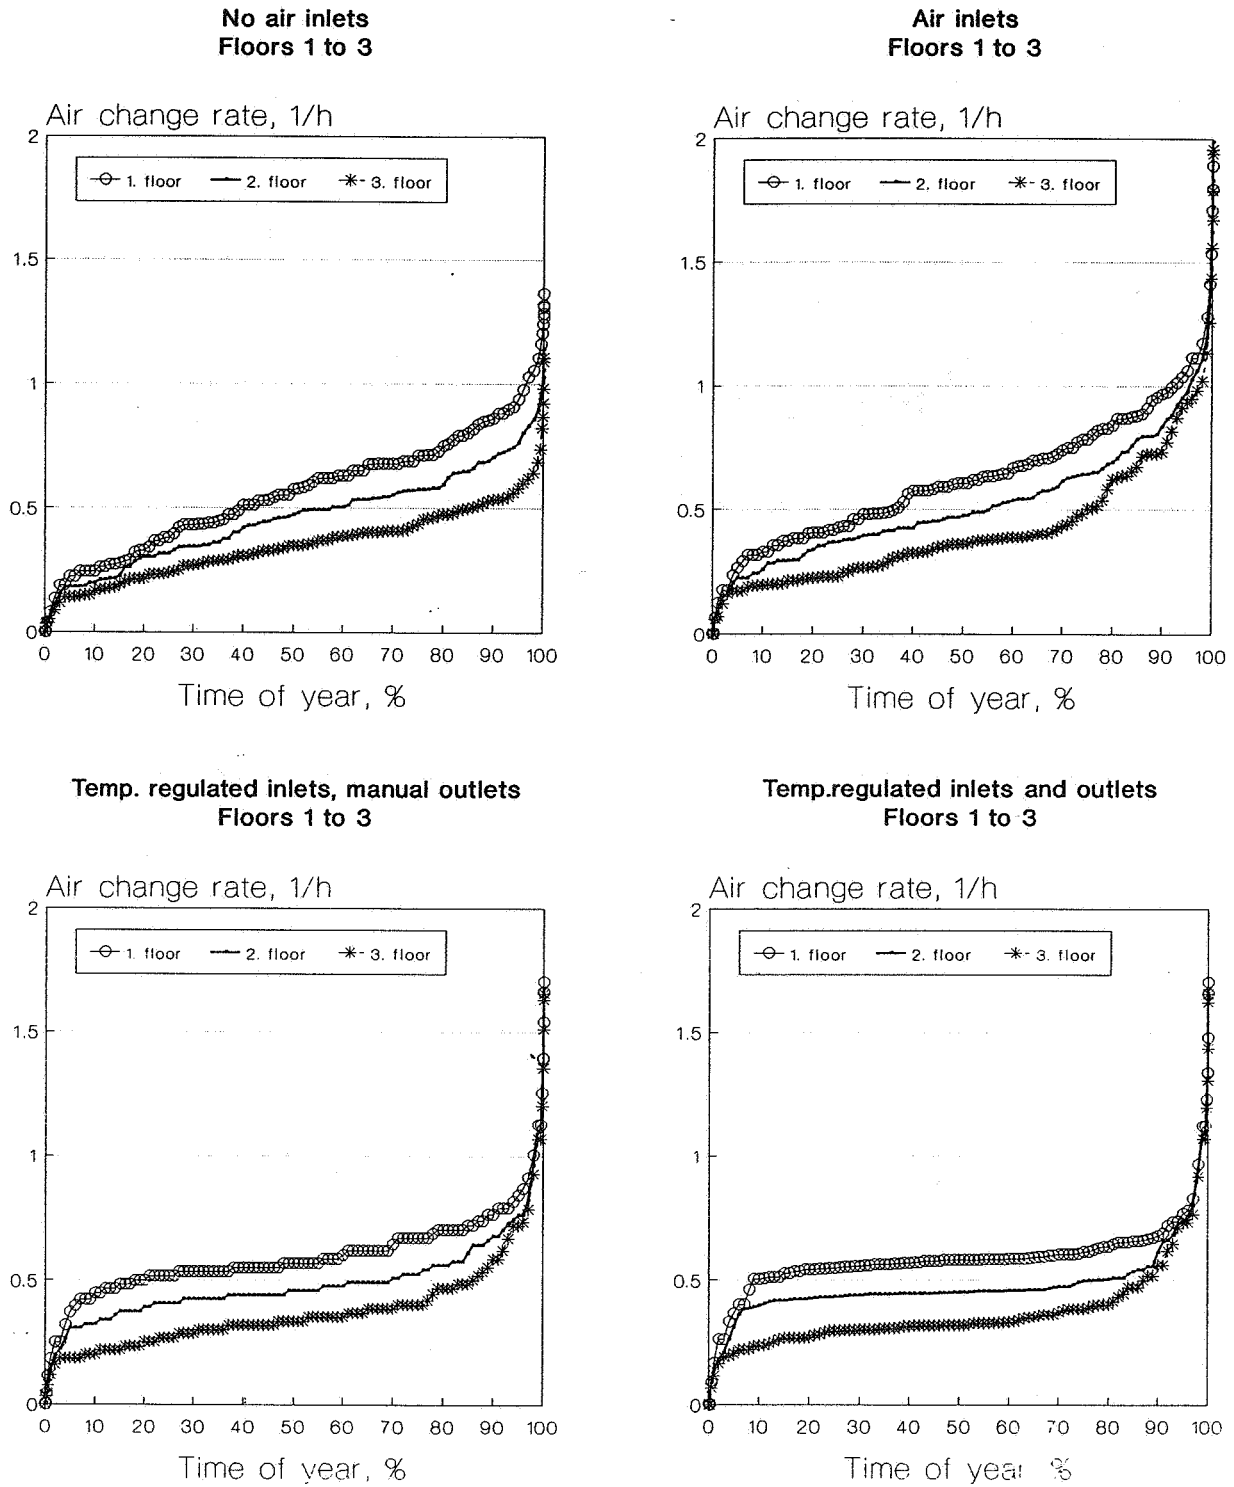 No air inlets
Floors 1 to 3
Air change rate, 1/h
2
1. floor 2. floor 3. floor
1.5
1
0.5
0
0 10 20 30 40 50 60 70 80 90 100
Time of year, %
Air inlets
Floors 1 to 3
Air change rate, 1/h
2
1. floor 2. floor 3. floor
1.5
1
0.5
0
0 10 20 30 40 50 60 70 80 90 100
Time of year, %
Temp. regulated inlets, manual outlets
Floors 1 to 3
Air change rate, 1/h
2
1. floor 2. floor 3. floor
1.5
1
0.5
0
0 10 20 30 40 50 60 70 80 90 100
Time of year, %
Temp.regulated inlets and outlets
Floors 1 to 3
Air change rate, 1/h
2
1. floor 2. floor 3. floor
1.5
1
0.5
0
0 10 20 30 40 50 60 70 80 90 100
Time of year %